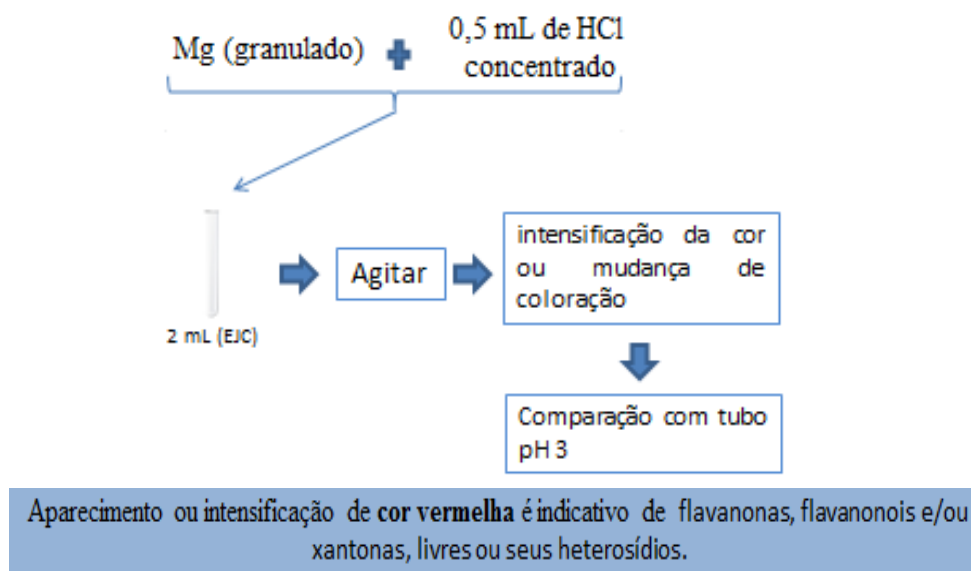 Mg (granulado)
0,5 mL de HCl
concentrado
2 mL (EJC)
Agitar
intensificação da cor
ou mudança de
coloração
Comparação com tubo
pH 3
Aparecimento ou intensificação de cor vermelha é indicativo de flavanonas, flavanonois e/ou
xantonas, livres ou seus heterosídios.